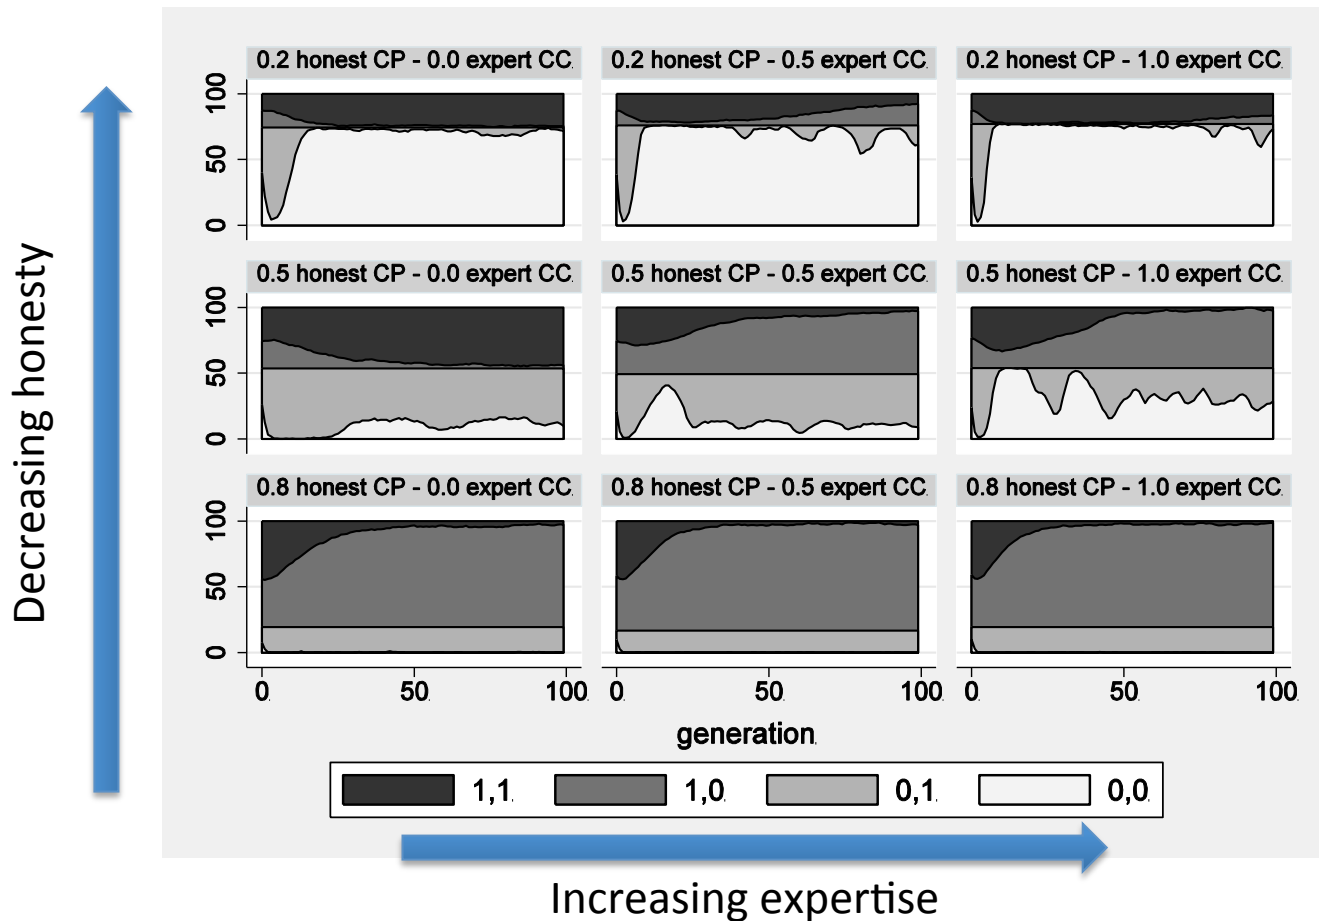 0.2 honest CP - 0.0 expert CC.
0.2 honest CP - 0.5 expert CC.
0.2 honest CP - 1.0 expert CC.
100
50
0
0.5 honest CP - 0.0 expert CC.
0.5 honest CP - 0.5 expert CC.
0.5 honest CP - 1.0 expert CC.
100
50
0
0.8 honest CP - 0.0 expert CC.
0.8 honest CP - 0.5 expert CC.
0.8 honest CP - 1.0 expert CC.
100
50
0
0. 50. 100.
0. 50. 100.
0. 50. 100.
generation.
1,1. 1,0. 0,1. 0,0.
Decreasing honesty
Increasing expertise